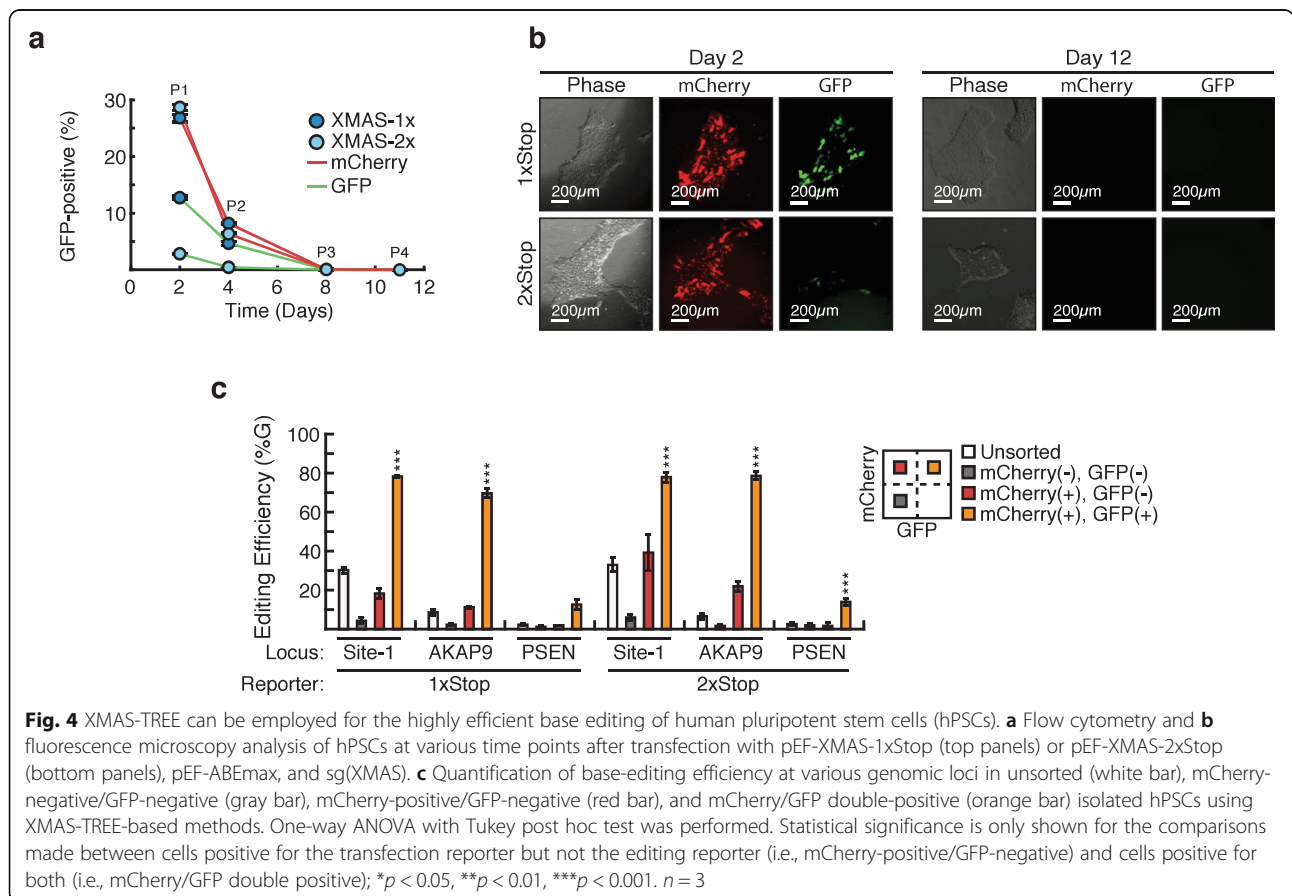 a
GFP-positive (%)
30
20
10
0
P1
P2
P3
P4
0 2 4 6 8 10 12
Time (Days)
XMAS-1x
XMAS-2x
mCherry
GFP
b
Day 2
Day 12
Phase mCherry GFP
Phase mCherry GFP
1xStop
200µm 200µm 200µm 200µm 200µm 200µm
2xStop
200µm 200µm 200µm 200µm 200µm 200µm
c
Editing Efficiency (%G)
100
80
60
40
20
*** *** *** *** ***
Locus: Site-1 AKAP9 PSEN Site-1 AKAP9 PSEN
Reporter: 1xStop 2xStop
mCherry
GFP
Unsorted
mCherry(-), GFP(-)
mCherry(+), GFP(-)
mCherry(+), GFP(+)
Fig. 4 XMAS-TREE can be employed for the highly efficient base editing of human pluripotent stem cells (hPSCs). a Flow cytometry and b
fluorescence microscopy analysis of hPSCs at various time points after transfection with pEF-XMAS-1xStop (top panels) or pEF-XMAS-2xStop
(bottom panels), pEF-ABEmax, and sg(XMAS). c Quantification of base-editing efficiency at various genomic loci in unsorted (white bar), mCherry-
negative/GFP-negative (gray bar), mCherry-positive/GFP-negative (red bar), and mCherry/GFP double-positive (orange bar) isolated hPSCs using
XMAS-TREE-based methods. One-way ANOVA with Tukey post hoc test was performed. Statistical significance is only shown for the comparisons
made between cells positive for the transfection reporter but not the editing reporter (i.e., mCherry-positive/GFP-negative) and cells positive for
both (i.e., mCherry/GFP double positive); *p < 0.05, **p < 0.01, ***p < 0.001. n = 3